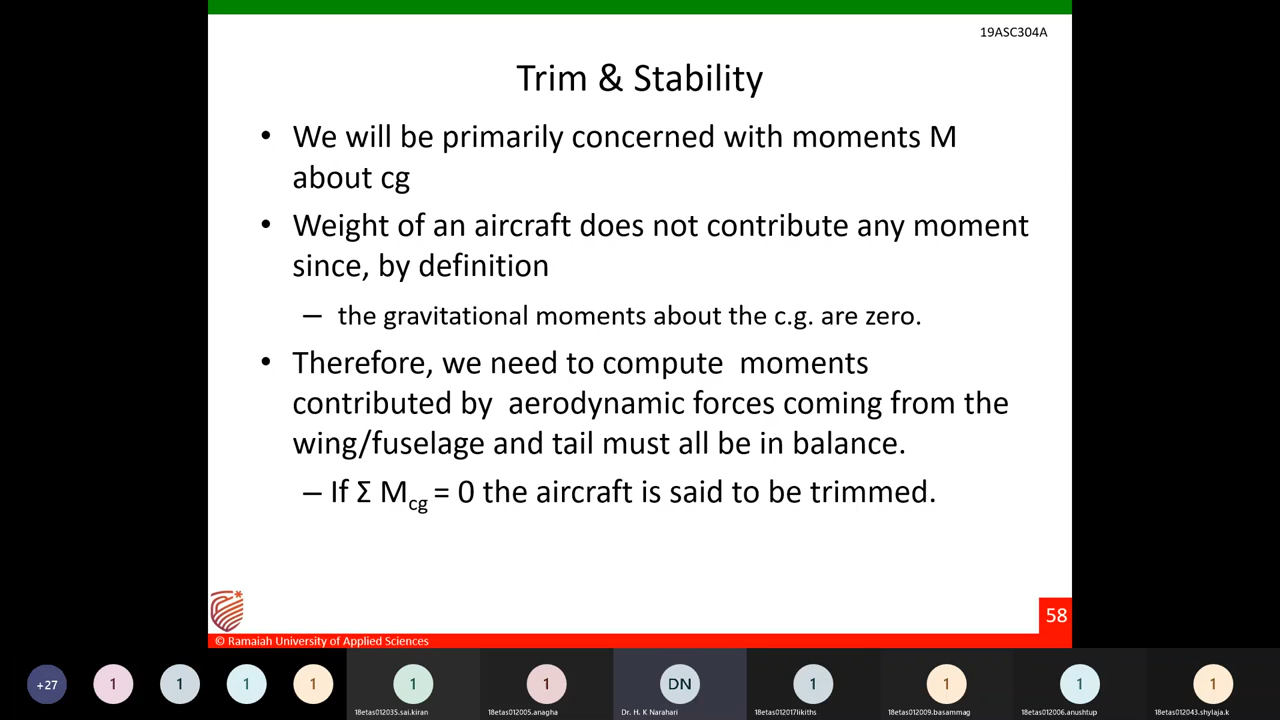 19ASC304A
Trim & Stability
• We will be primarily concerned with moments M
about cg
• Weight of an aircraft does not contribute any moment
since, by definition
– the gravitational moments about the c.g. are zero.
• Therefore, we need to compute moments
contributed by aerodynamic forces coming from the
wing/fuselage and tail must all be in balance.
– If Σ Mcg = 0 the aircraft is said to be trimmed.
58
© Ramaiah University of Applied Sciences
+27 1 1 1 1 1 1 DN 1 1 1 1
18etas012035.sai.kiran 18etas012005.anagha Dr. H. K Narahari 18etas012017likiths 18etas012009.basammag 18etas012006.anushtup 18etas012043.shylaja.k